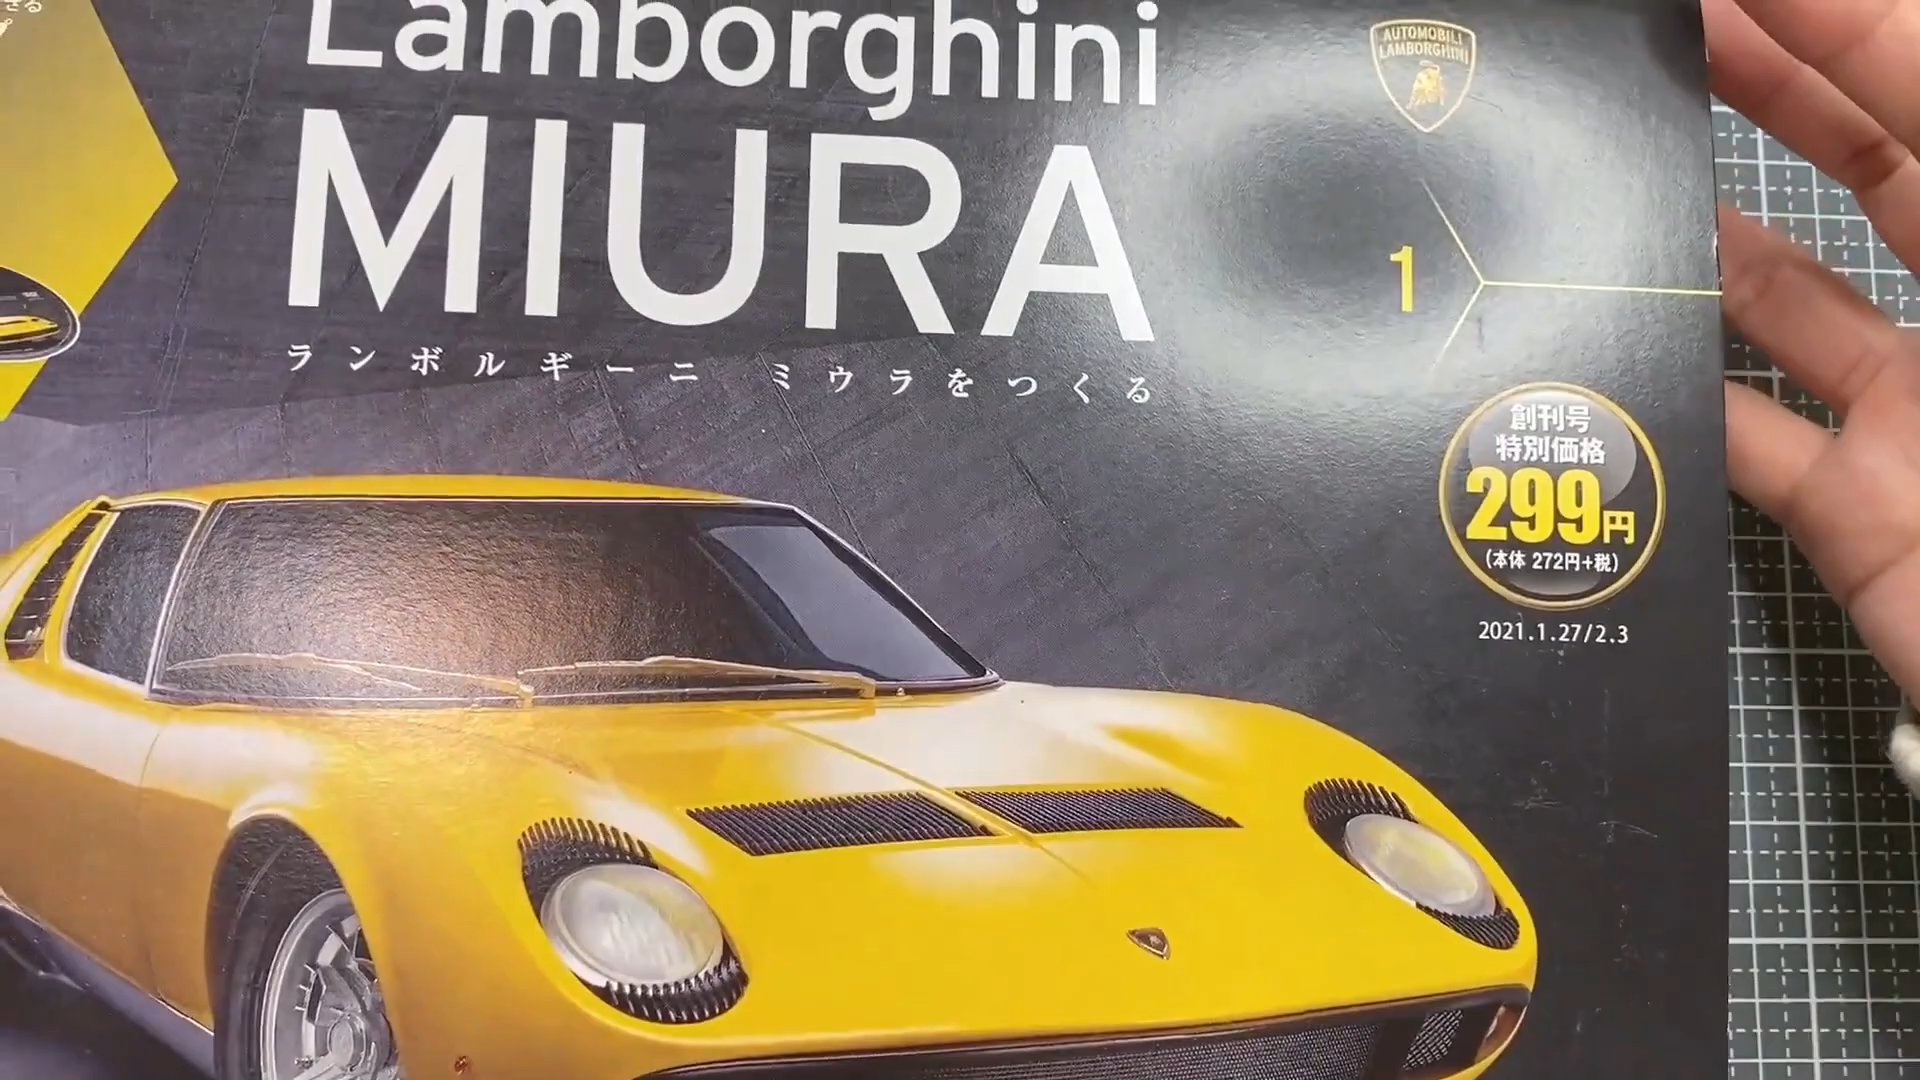 Lamborghini
MIURA
ランボルギーニ ミウラをつくる
AUTOMOBILI
LAMBORGHINI
1
創刊号
特別価格
299円
(本体 272円+税)
2021.1.27/2.3